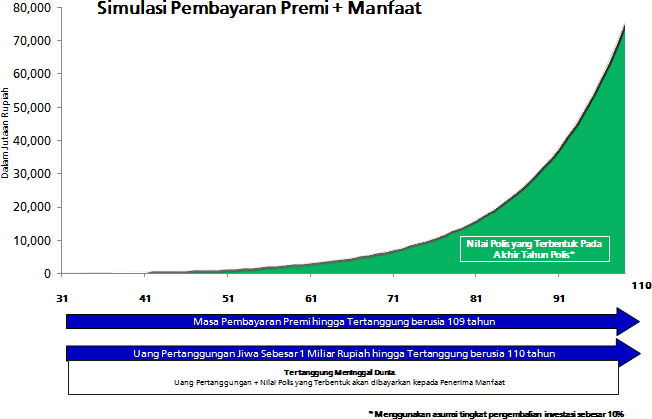 Simulasi Pembayaran Premi + Manfaat
80,000
70,000
60,000
50,000
40,000
30,000
20,000
10,000
0
Dalam Jutaan Rupiah
Nilai Polis yang Terbentuk Pada
Akhir Tahun Polis*
31 41 51 61 71 81 91 110
Masa Pembayaran Premi hingga Tertanggung berusia 109 tahun
Uang Pertanggungan Jiwa Sebesar 1 Miliar Rupiah hingga Tertanggung berusia 110 tahun
Tertanggung Meninggal Dunia
Uang Pertanggungan + Nilai Polis yang Terbentuk akan dibayarkan kepada Penerima Manfaat
* Menggunakan asumsi tingkat pengembalian investasi sebesar 10%